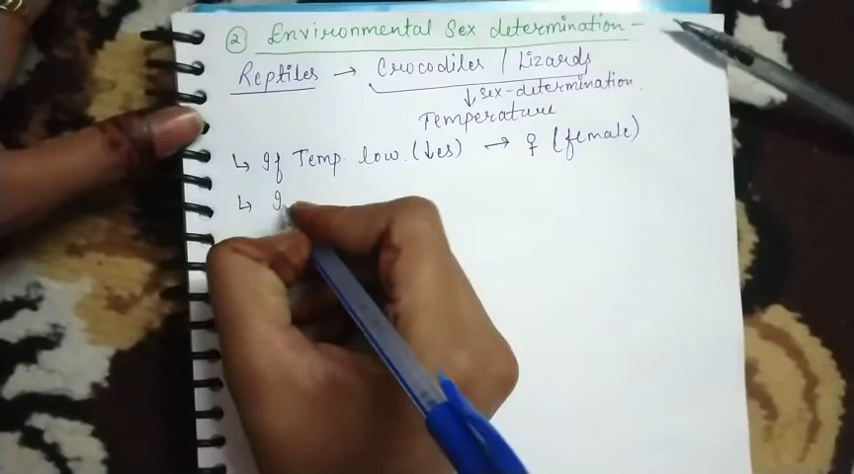 ② Environmental Sex determination –
Reptiles → Crocodiles / Lizards
↓ sex-determination.
Temperature
↳ If Temp. low. (↓es) → ♀ (female)
↳ I